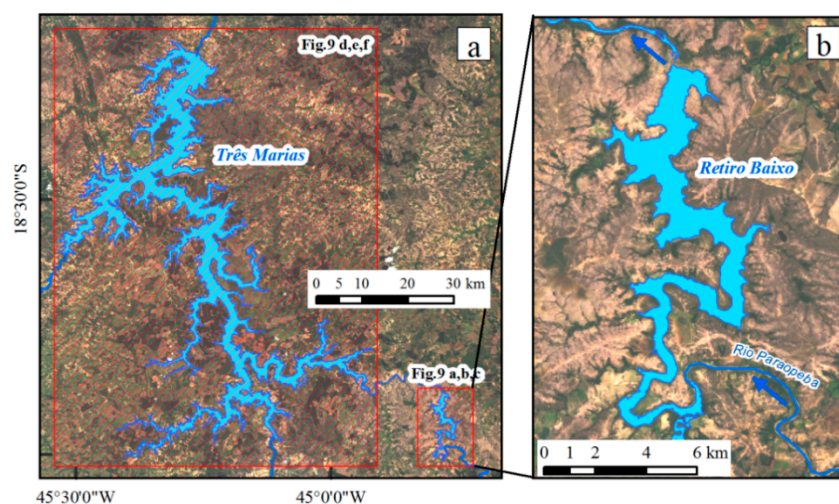 Fig.9 d,e,f
a
Três Marias
18°30'0"S
0 5 10 20 30 km
Fig.9 a,b,c
45°30'0"W
45°0'0"W
b
Retiro Baixo
Rio Paraopeba
0 1 2 4 6 km